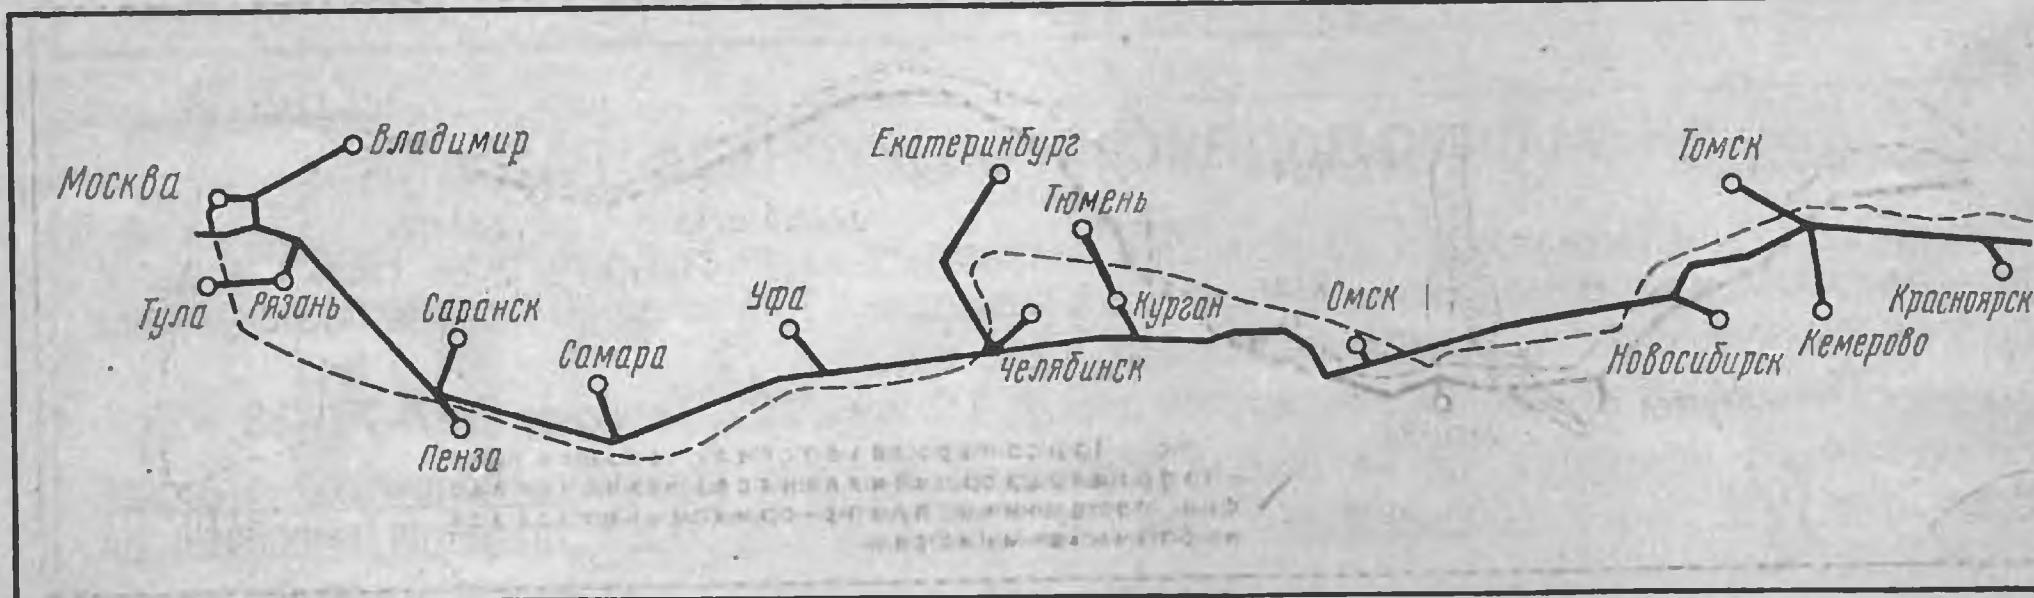 Москва
Владимир
Тула
Рязань
Саранск
Пенза
Самара
Уфа
Екатеринбург
Тюмень
Челябинск
Курган
Омск
Томск
Новосибирск
Кемерово
Красноярск